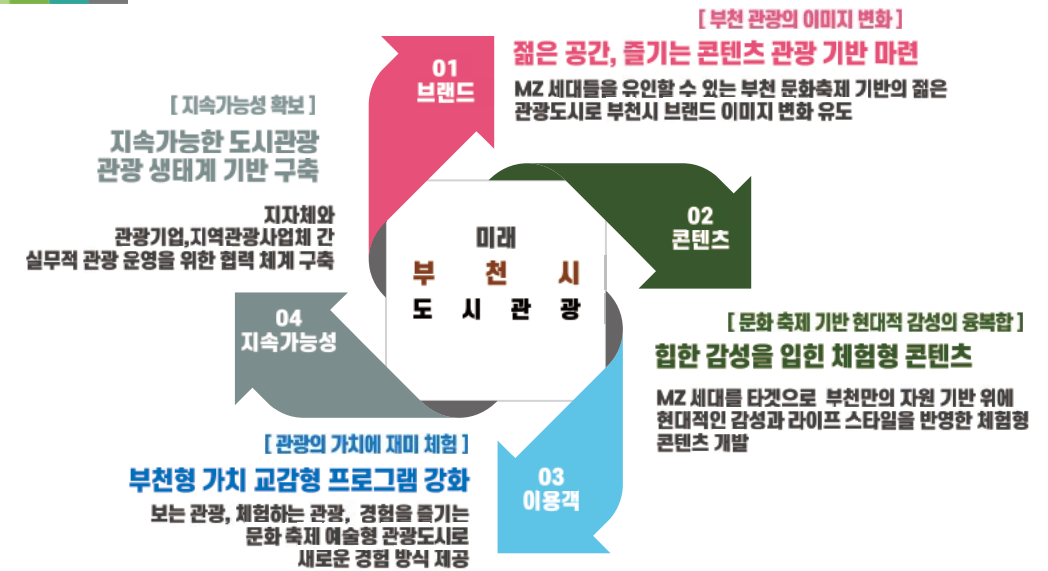 [ 부천 관광의 이미지 변화 ]
젊은 공간, 즐기는 콘텐츠 관광 기반 마련
MZ 세대들을 유인할 수 있는 부천 문화축제 기반의 젊은
관광도시로 부천시 브랜드 이미지 변화 유도
01
브랜드
[ 지속가능성 확보 ]
지속가능한 도시관광
관광 생태계 기반 구축
지자체와
관광기업,지역관광사업체 간
실무적 관광 운영을 위한 협력 체계 구축
02
콘텐츠
미래
부 천 시
도 시 관 광
04
지속가능성
[ 문화 축제 기반 현대적 감성의 융복합 ]
힙한 감성을 입힌 체험형 콘텐츠
MZ 세대를 타겟으로 부천만의 자원 기반 위에
현대적인 감성과 라이프 스타일을 반영한 체험형
콘텐츠 개발
[ 관광의 가치에 재미 체험 ]
부천형 가치 교감형 프로그램 강화
보는 관광, 체험하는 관광, 경험을 즐기는
문화 축제 예술형 관광도시로
새로운 경험 방식 제공
03
이용객